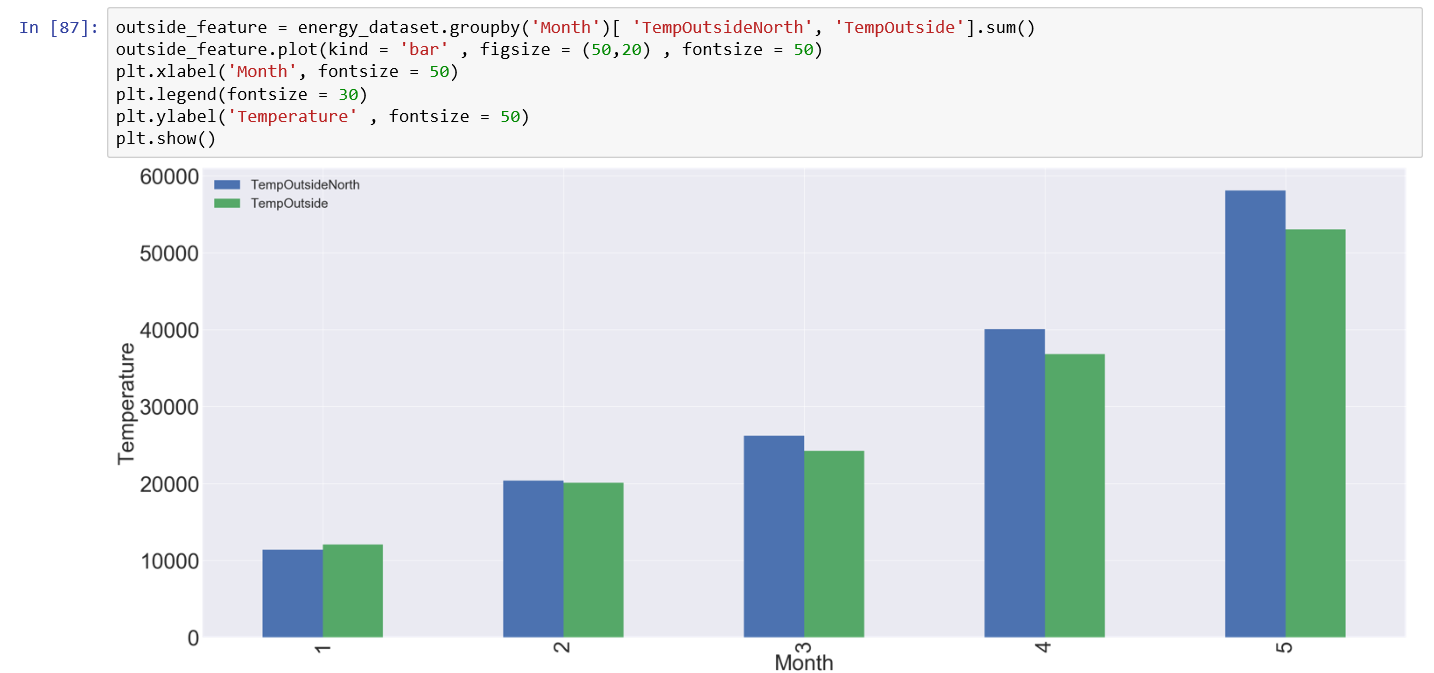 In [87]: outside_feature = energy_dataset.groupby('Month')[ 'TempOutsideNorth', 'TempOutside'].sum()
outside_feature.plot(kind = 'bar' , figsize = (50,20) , fontsize = 50)
plt.xlabel('Month', fontsize = 50)
plt.legend(fontsize = 30)
plt.ylabel('Temperature' , fontsize = 50)
plt.show()
TempOutsideNorth
TempOutside
60000
50000
40000
30000
20000
10000
0
Temperature
1 2 3 4 5
Month